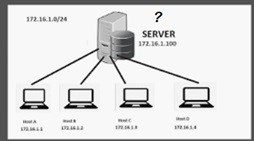 172.16.1.0/24
?
SERVER
172.16.1.100
Host A
Host B
Host C
Host D
172.16.1.1
172.16.1.2
172.16.1.3
172.16.1.4